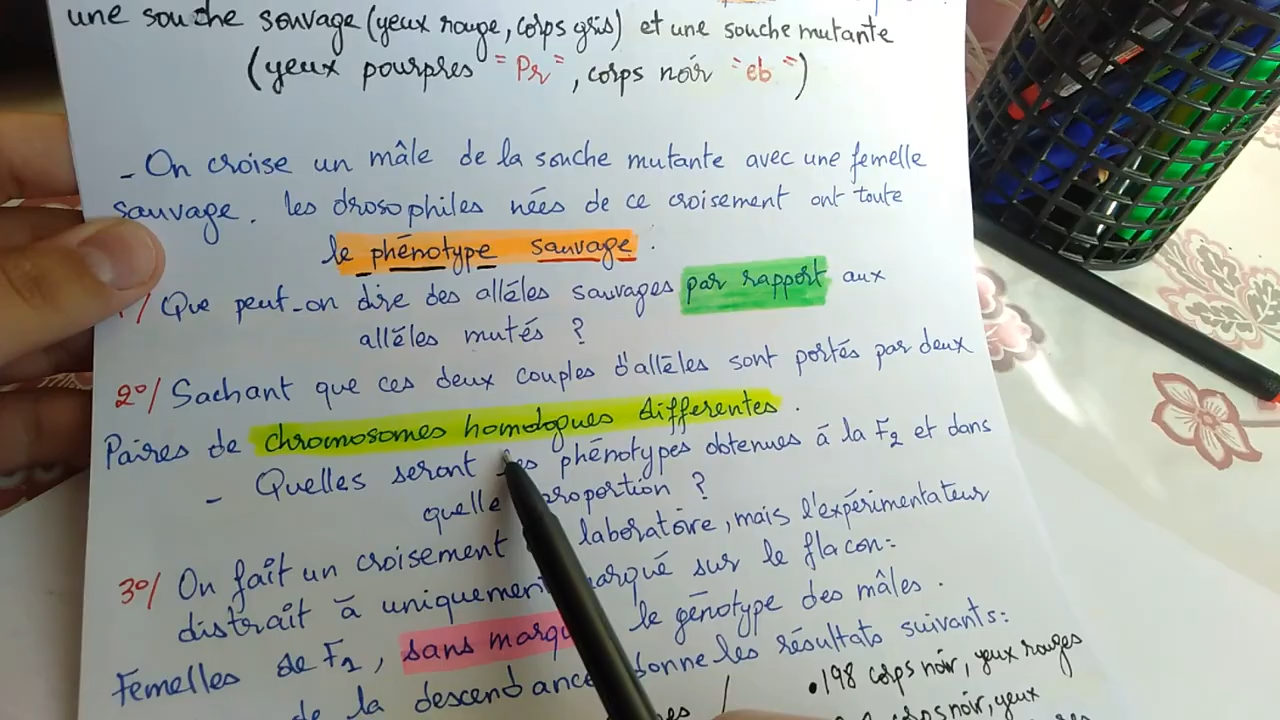 une souche sauvage (yeux rouge, corps gris) et une souche mutante
(yeux pourpres "Pr", corps noir "eb")
- On croise un mâle de la souche mutante avec une femelle
sauvage. les drosophiles nées de ce croisement ont toute
le phénotype sauvage.
1/ Que peut-on dire des allèles sauvages par rapport aux
allèles mutés ?
2°/ Sachant que ces deux couples d'allèles sont portés par deux
Paires de chromosomes homologues differentes.
- Quelles seront les phénotypes obtenues à la F2 et dans
quelle proportion ?
3°/ On fait un croisement laboratoire, mais l'expérimentateur
distrait à uniquement marqué sur le flacon:
Femelles de F1, sans marqu le génotype des mâles.
de la descendance donne les résultats suivants:
• 198 corps noir, yeux rouges
corps noir, yeux